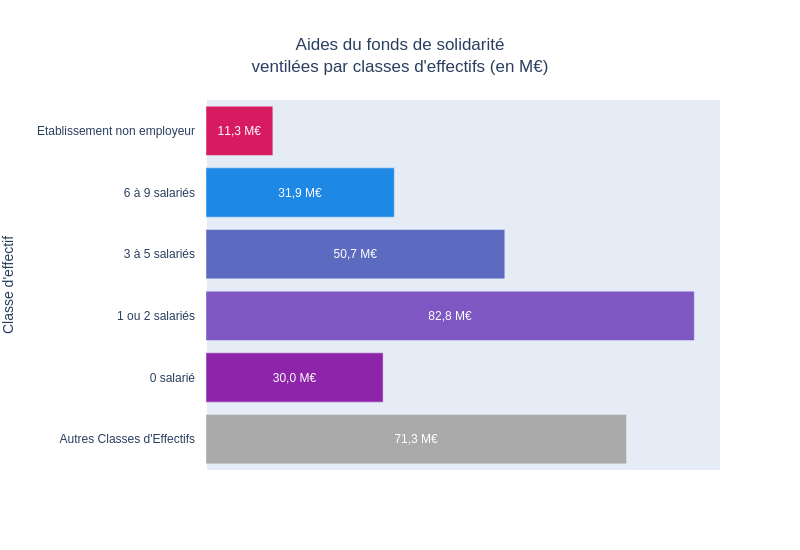 Aides du fonds de solidarité
ventilées par classes d'effectifs (en M€)
Classe d'effectif
Etablissement non employeur
11,3 M€
6 à 9 salariés
31,9 M€
3 à 5 salariés
50,7 M€
1 ou 2 salariés
82,8 M€
0 salarié
30,0 M€
Autres Classes d'Effectifs
71,3 M€